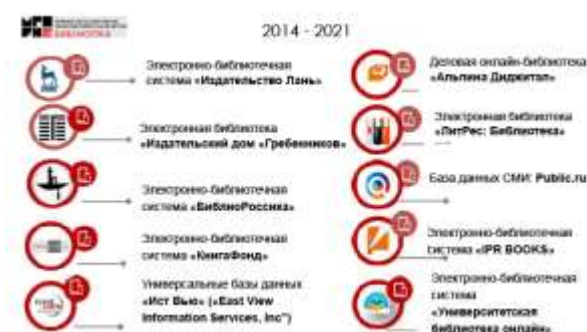 БИБЛИОТЕКА
2014 - 2021
Электронно-библиотечная
система «Издательство Лань»
Электронная библиотека
«Издательский дом «Гребенников»
Электронно-библиотечная
система «БиблиоРоссика»
Электронно-библиотечная
система «КнигаФонд»
Универсальные базы данных
«Ист Вью» («East View
Information Services, Inc")
Деловая онлайн-библиотека
«Альпина Диджитал»
Электронная библиотека
«ЛитРес: Библиотека»
База данных СМИ: Public.ru
Электронно-библиотечная
система «IPR BOOKS»
Электронно-библиотечная
система
«Университетская
библиотека онлайн»